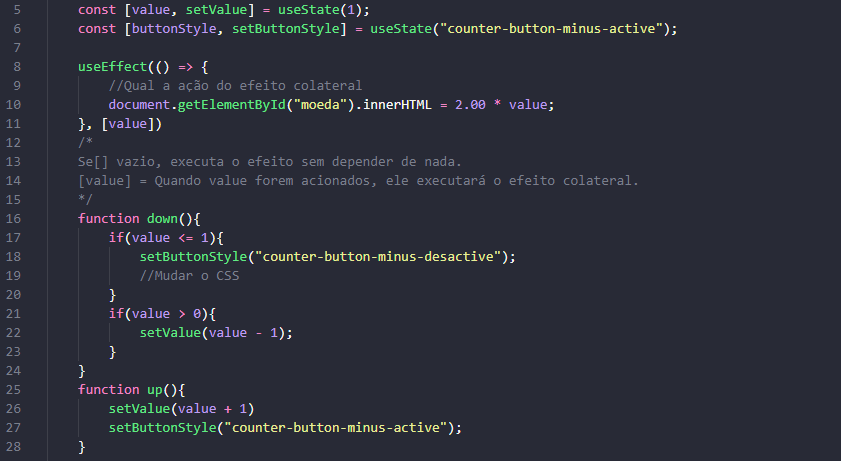 5 const [value, setValue] = useState(1);
6 const [buttonStyle, setButtonStyle] = useState("counter-button-minus-active");
7
8 useEffect(() => {
9 //Qual a ação do efeito colateral
10 document.getElementById("moeda").innerHTML = 2.00 * value;
11 }, [value])
12 /*
13 Se[] vazio, executa o efeito sem depender de nada.
14 [value] = Quando value forem acionados, ele executará o efeito colateral.
15 */
16 function down(){
17 if(value <= 1){
18 setButtonStyle("counter-button-minus-desactive");
19 //Mudar o CSS
20 }
21 if(value > 0){
22 setValue(value - 1);
23 }
24 }
25 function up(){
26 setValue(value + 1)
27 setButtonStyle("counter-button-minus-active");
28 }